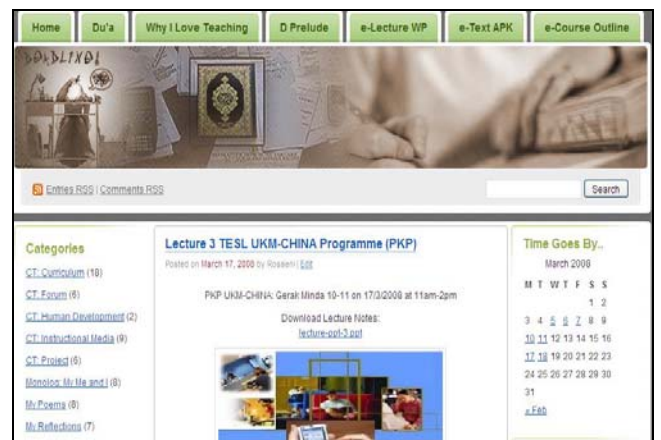 Home Du'a Why I Love Teaching D Prelude e-Lecture WP e-Text APK e-Course Outline
Entries RSS | Comments RSS
Search
Categories
CT: Curriculum (18)
CT: Forum (6)
CT: Human Development (2)
CT: Instructional Media (9)
CT: Project (6)
Monolog: My Me and I (8)
My Poems (8)
My Reflections (7)
Lecture 3 TESL UKM-CHINA Programme (PKP)
Posted on March 17, 2008 by Rosseni | Edit
PKP UKM-CHINA: Gerak Minda 10-11 on 17/3/2008 at 11am-2pm
Download Lecture Notes:
lecture-ppt-3.ppt
Time Goes By..
March 2008
M T W T F S S
1 2
3 4 5 6 7 8 9
10 11 12 13 14 15 16
17 18 19 20 21 22 23
24 25 26 27 28 29 30
31
« Feb